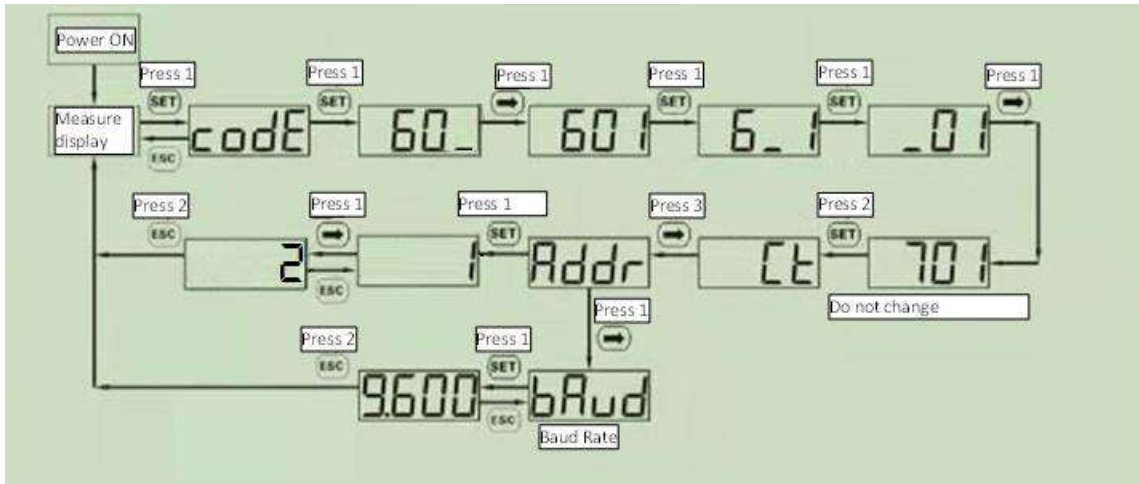 Power ON
Press 1
Press 1
Press 1
Press 1
Press 1
Press 1
SET
SET
SET
SET
Measure
display
codE
60_
601
6_1
_01
ESC
Press 2
Press 1
Press 1
Press 3
Press 2
ESC
SET
SET
2
1
Addr
Ct
701
ESC
Do not change
Press 1
Press 2
Press 1
ESC
SET
9.600
bAud
ESC
Baud Rate